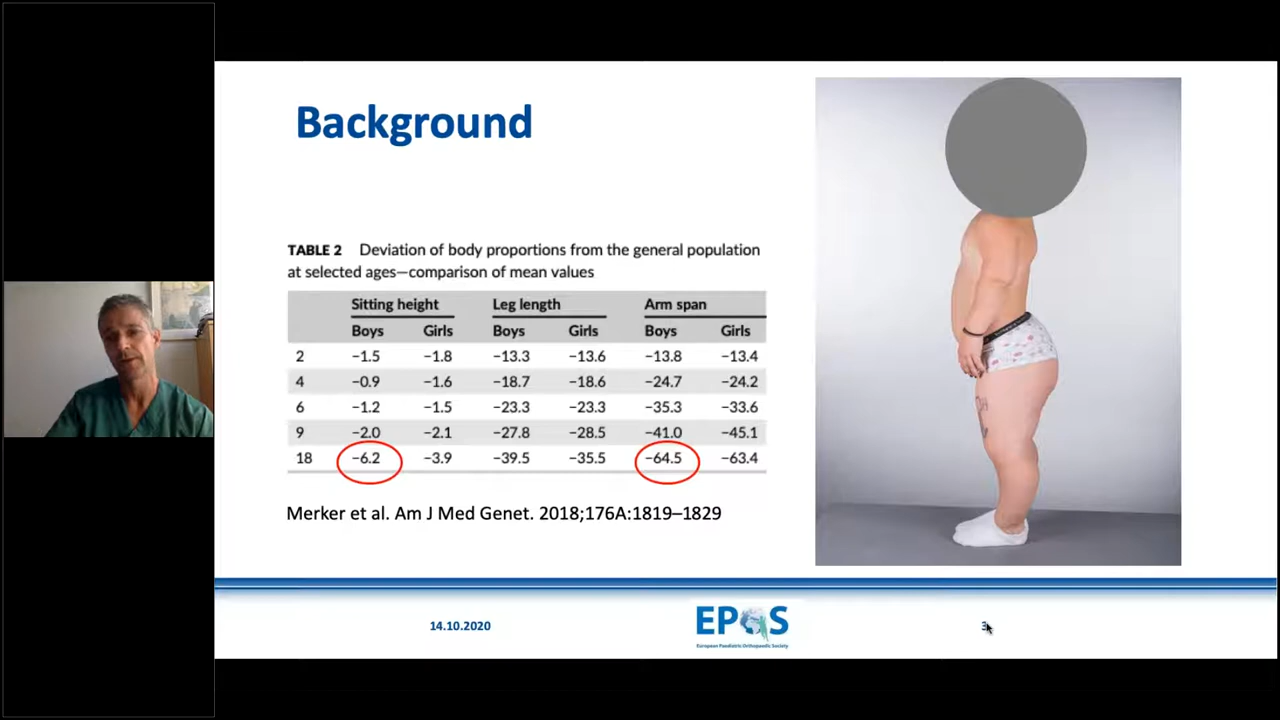 Background
TABLE 2 Deviation of body proportions from the general population
at selected ages—comparison of mean values
Sitting height Leg length Arm span
Boys Girls Boys Girls Boys Girls
2 −1.5 −1.8 −13.3 −13.6 −13.8 −13.4
4 −0.9 −1.6 −18.7 −18.6 −24.7 −24.2
6 −1.2 −1.5 −23.3 −23.3 −35.3 −33.6
9 −2.0 −2.1 −27.8 −28.5 −41.0 −45.1
18 −6.2 −3.9 −39.5 −35.5 −64.5 −63.4
Merker et al. Am J Med Genet. 2018;176A:1819–1829
14.10.2020
EPOS
European Paediatric Orthopaedic Society
3